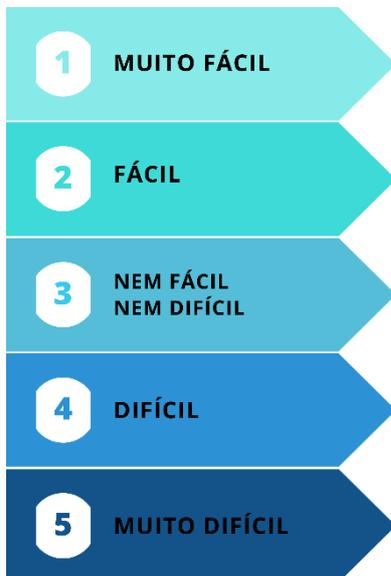 1 MUITO FÁCIL
2 FÁCIL
3 NEM FÁCIL
NEM DIFÍCIL
4 DIFÍCIL
5 MUITO DIFÍCIL